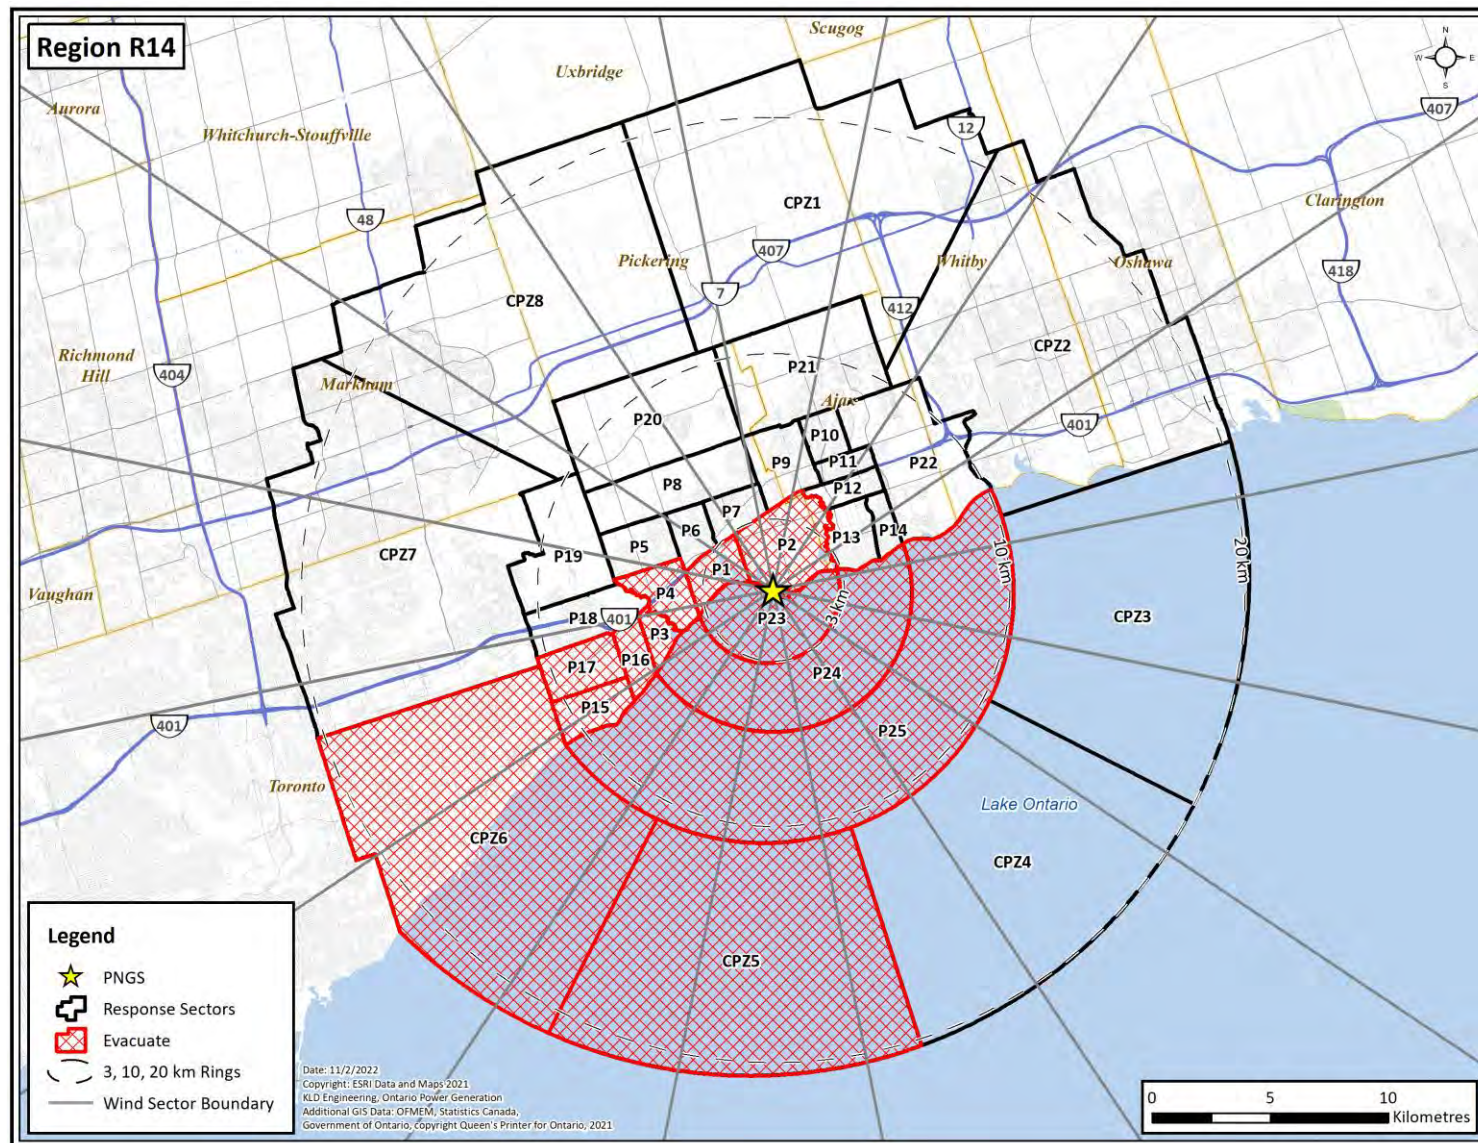 Region R14
Scugog
Uxbridge
Aurora
Whitchurch-Stouffville
N
W
E
S
407
12
48
CPZ1
Clarington
407
Pickering
Whitby
Oshawa
418
7
CPZ8
412
CPZ2
Richmond
Hill
404
Markham
P21
Ajax
401
P20
P10
P9
P11
P22
P8
P12
P7
P6
P2
P13
P14
P5
CPZ7
P19
P1
10 km
20 km
Vaughan
P4
3 km
P18
401
P23
CPZ3
P3
P17
P16
P24
P15
401
P25
Toronto
Lake Ontario
CPZ6
CPZ4
CPZ5
Legend
PNGS
Response Sectors
Evacuate
3, 10, 20 km Rings
Wind Sector Boundary
Date: 11/2/2022
Copyright: ESRI Data and Maps 2021
KLD Engineering, Ontario Power Generation
Additional GIS Data: OFMEM, Statistics Canada,
Government of Ontario, copyright Queen's Printer for Ontario, 2021
0 5 10
Kilometres